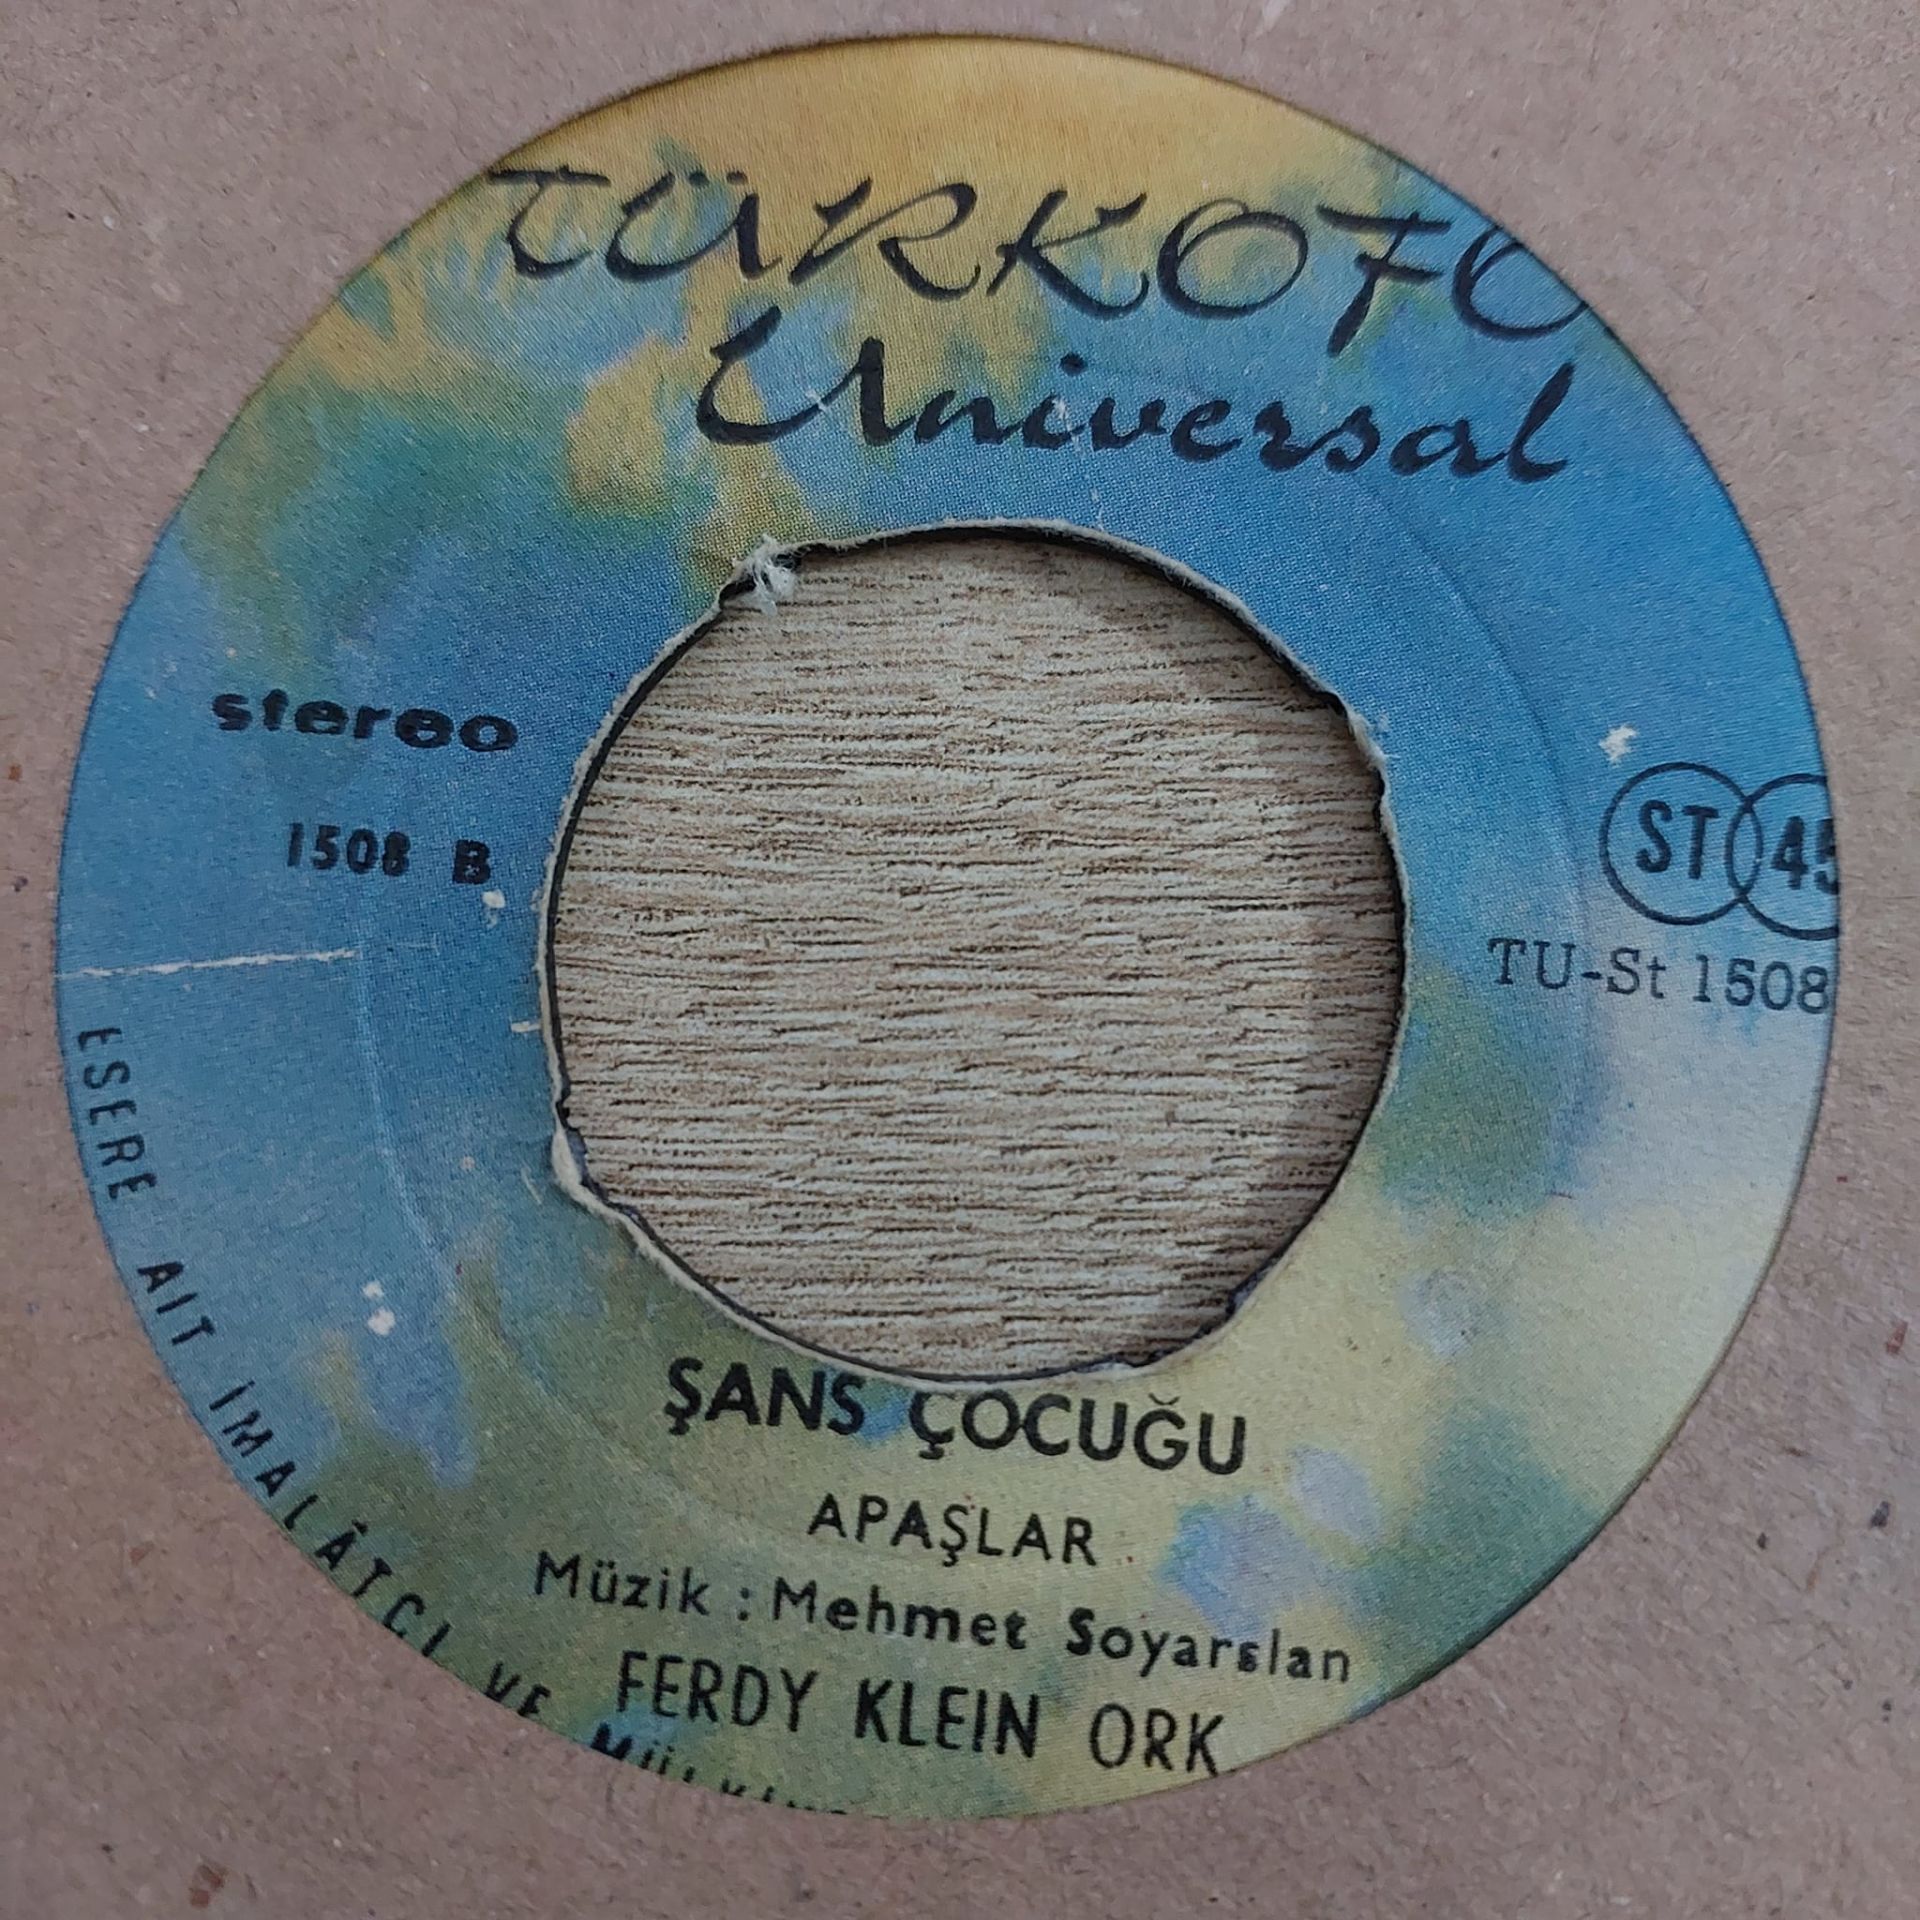 TÜRKOFO
Universal
stereo
1508 B
ST 45
TU-St 1508
ŞANS ÇOCUĞU
APAŞLAR
Müzik : Mehmet Soyarslan
FERDY KLEIN ORK
ESERE AIT İMALÂTÇI VE